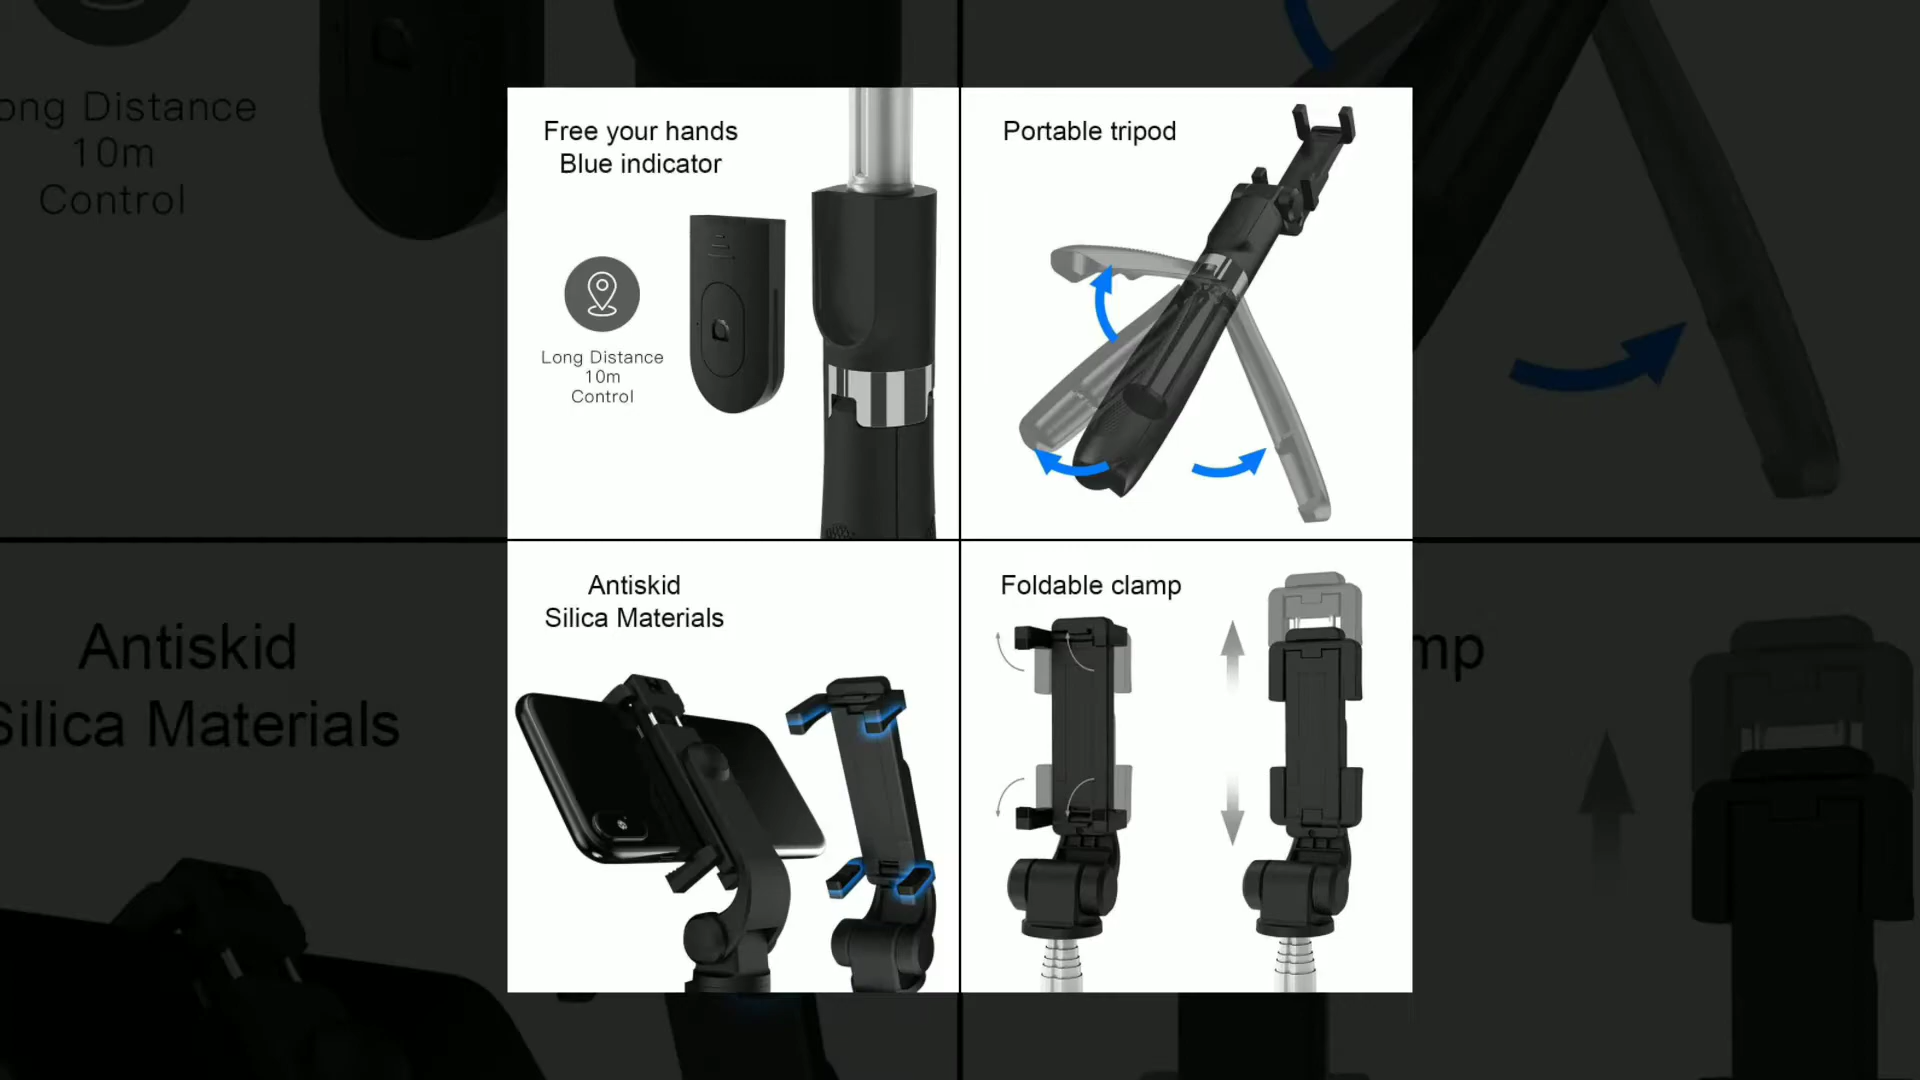 Free your hands
Blue indicator
Long Distance
10m
Control
Portable tripod
Antiskid
Silica Materials
Foldable clamp
ong Distance
10m
Control
Antiskid
Silica Materials
mp